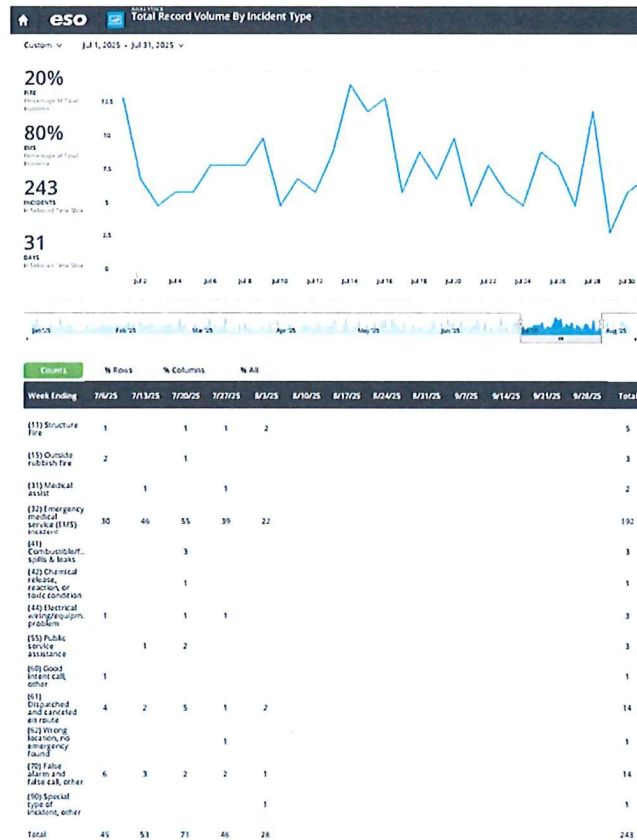 eso
ANALYTICS
Total Record Volume By Incident Type
Custom
Jul 1, 2025 - Jul 31, 2025
20%
FIRE
Percentage of Total Incidents
80%
EMS
Percentage of Total Incidents
243
INCIDENTS
In Selected Time Slice
31
DAYS
In Selected Time Slice
12.5
10
7.5
5
2.5
0
Jul 2 Jul 4 Jul 6 Jul 8 Jul 10 Jul 12 Jul 14 Jul 16 Jul 18 Jul 20 Jul 22 Jul 24 Jul 26 Jul 28 Jul 30
Jan '25 Feb '25 Mar '25 Apr '25 May '25 Jun '25 Aug '25
Counts % Rows % Columns % All
Week Ending 7/6/25 7/13/25 7/20/25 7/27/25 8/3/25 8/10/25 8/17/25 8/24/25 8/31/25 9/7/25 9/14/25 9/21/25 9/28/25 Total
(11) Structure Fire 1 1 1 2 5
(15) Outside rubbish fire 2 1 3
(31) Medical assist 1 1 2
(32) Emergency medical service (EMS) Incident 30 46 55 39 22 192
(41) Combustible/f... spills & leaks 3 3
(42) Chemical release, reaction, or toxic condition 1 1
(44) Electrical wiring/equipm. problem 1 1 1 3
(55) Public service assistance 1 2 3
(60) Good intent call, other 1 1
(61) Dispatched and canceled en route 4 2 5 1 2 14
(62) Wrong location, no emergency found 1 1
(70) False alarm and false call, other 6 3 2 2 1 14
(90) Special type of incident, other 1 1
Total 45 53 71 46 28 243